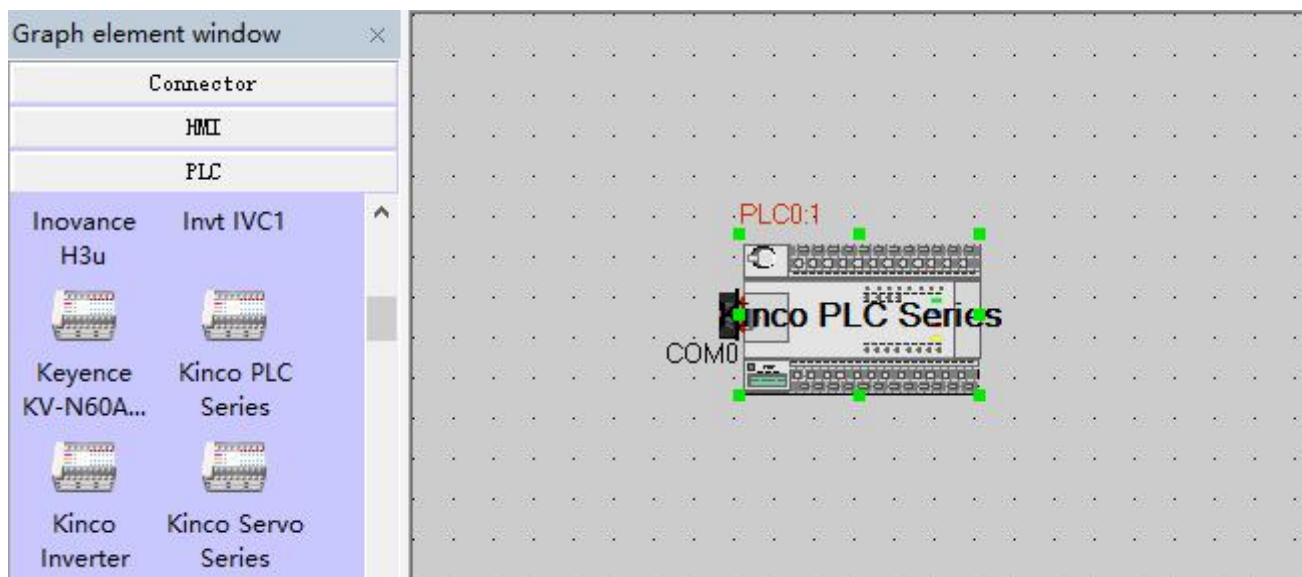 Graph element window
Connector
HMI
PLC
Inovance
H3u
Invt IVC1
Keyence
KV-N60A...
Kinco PLC
Series
Kinco
Inverter
Kinco Servo
Series
PLC0:1
Kinco PLC Series
COM0